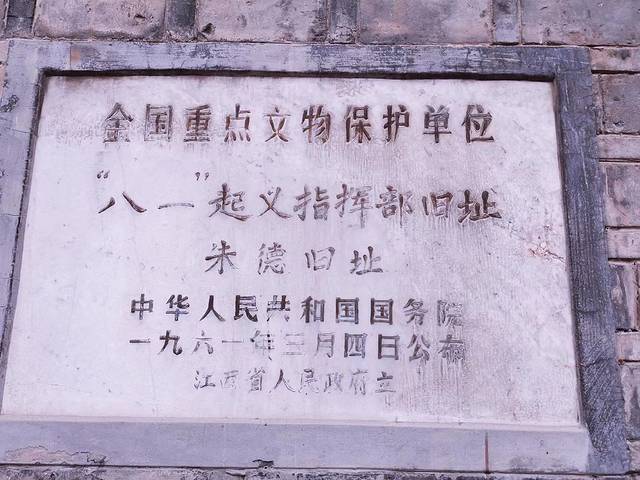 全国重点文物保护单位
“八一”起义指挥部旧址
朱德旧址
中华人民共和国国务院
一九六一年三月四日公布
江西省人民政府立